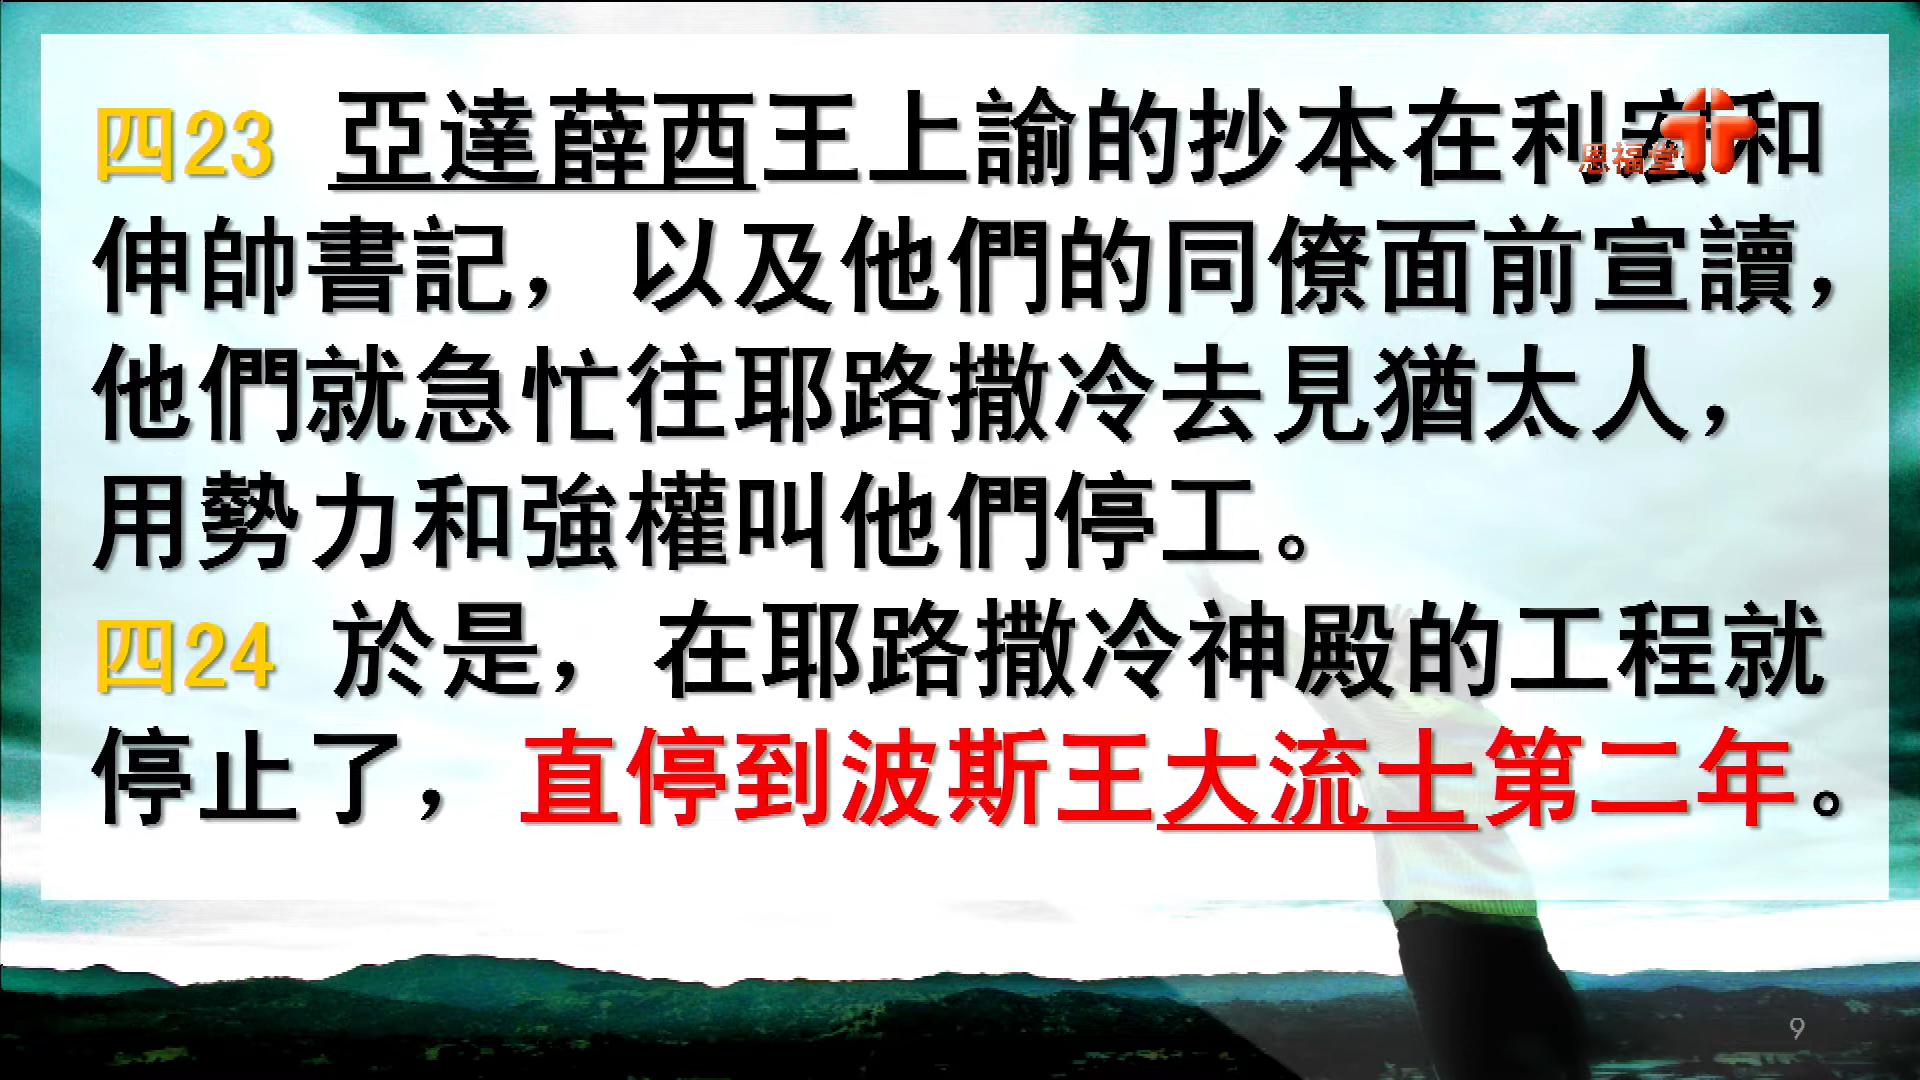 四23 亞達薛西王上諭的抄本在利宏和
恩福堂
伸帥書記，以及他們的同僚面前宣讀，
他們就急忙往耶路撒冷去見猶太人，
用勢力和強權叫他們停工。
四24 於是，在耶路撒冷神殿的工程就
停止了，直停到波斯王大流士第二年。
9